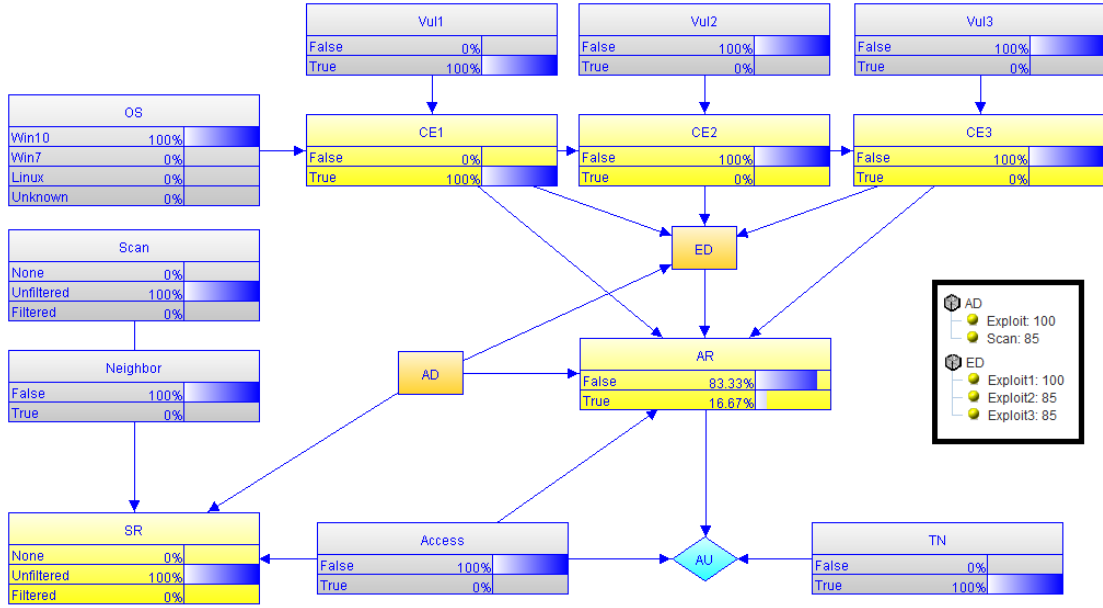 Vul1
False 0%
True 100%
Vul2
False 100%
True 0%
Vul3
False 100%
True 0%
OS
Win10 100%
Win7 0%
Linux 0%
Unknown 0%
CE1
False 0%
True 100%
CE2
False 100%
True 0%
CE3
False 100%
True 0%
Scan
None 0%
Unfiltered 100%
Filtered 0%
ED
AD
Exploit: 100
Scan: 85
ED
Exploit1: 100
Exploit2: 85
Exploit3: 85
Neighbor
False 100%
True 0%
AD
AR
False 83.33%
True 16.67%
SR
None 0%
Unfiltered 100%
Filtered 0%
Access
False 100%
True 0%
AU
TN
False 0%
True 100%